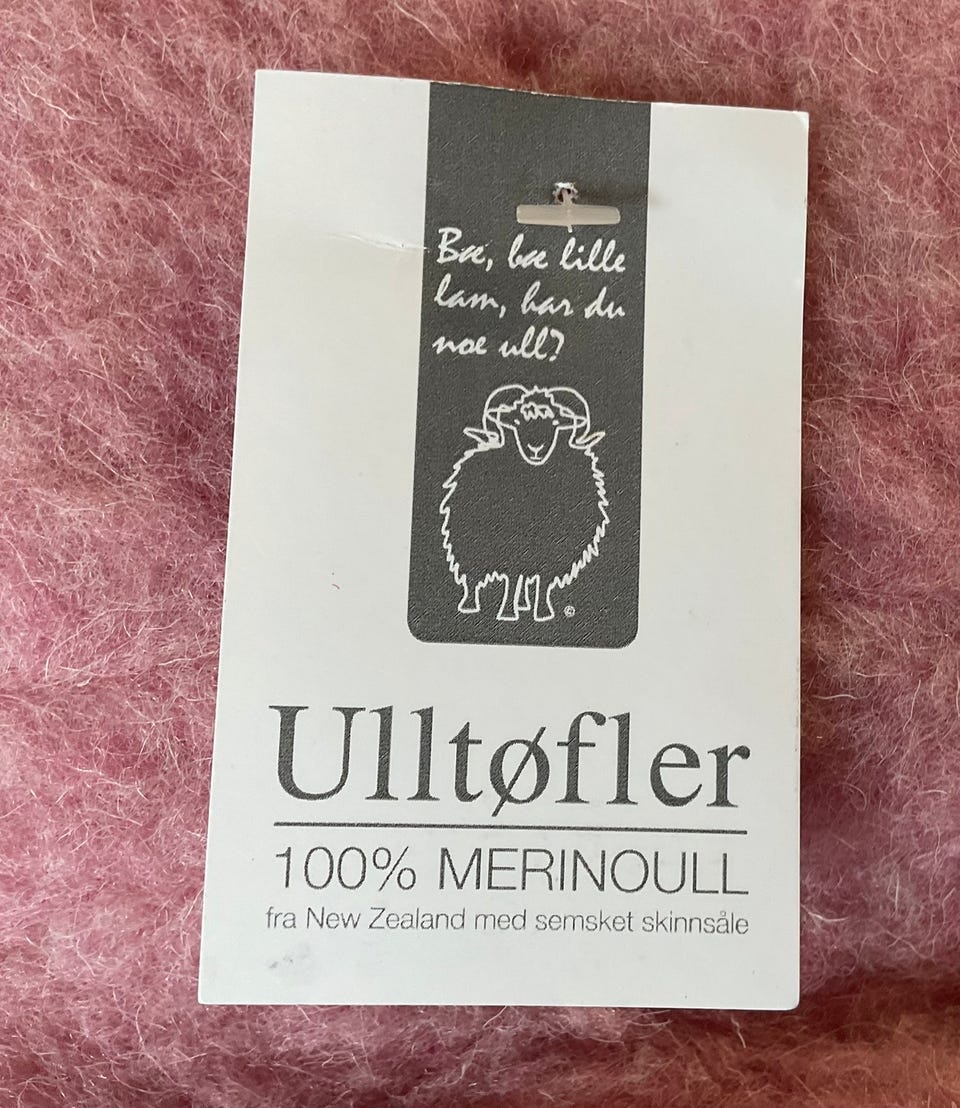 Bæ, bæ lille
lam, har du
noe ull?
©
Ulltøfler
100% MERINOULL
fra New Zealand med semsket skinnsåle